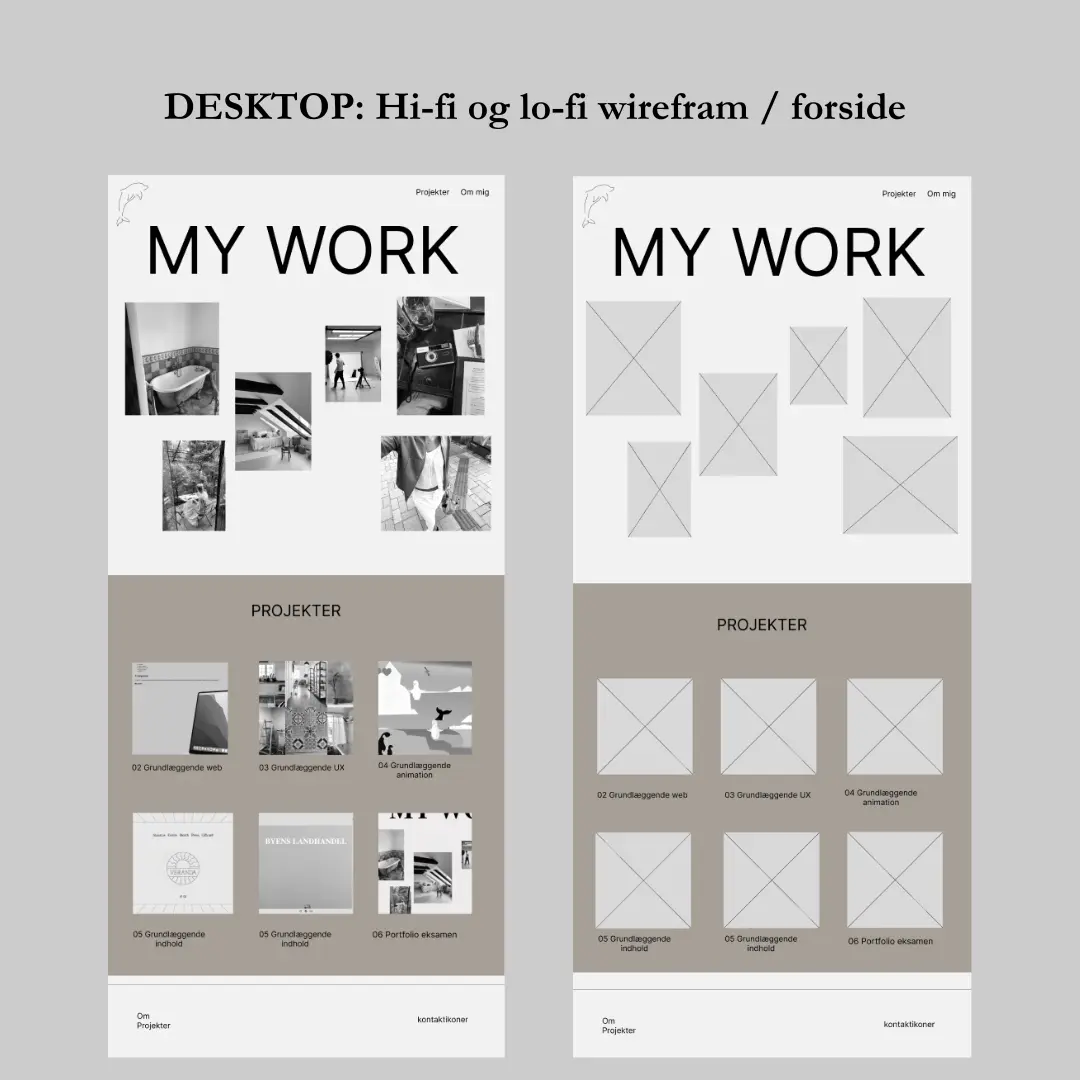 DESKTOP: Hi-fi og lo-fi wirefram / forside
Projekter Om mig
MY WORK
PROJEKTER
02 Grundlæggende web
03 Grundlæggende UX
04 Grundlæggende
animation
BYENS LANDHANDEL
VERANDA
05 Grundlæggende
indhold
05 Grundlæggende
indhold
06 Portfolio eksamen
Om
Projekter
kontaktikoner
Projekter Om mig
MY WORK
PROJEKTER
02 Grundlæggende web
03 Grundlæggende UX
04 Grundlæggende
animation
05 Grundlæggende
indhold
05 Grundlæggende
indhold
06 Portfolio eksamen
Om
Projekter
kontaktikoner